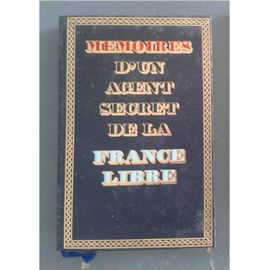 MEMOIRES
D'UN
AGENT
SECRET
DE LA
FRANCE
LIBRE